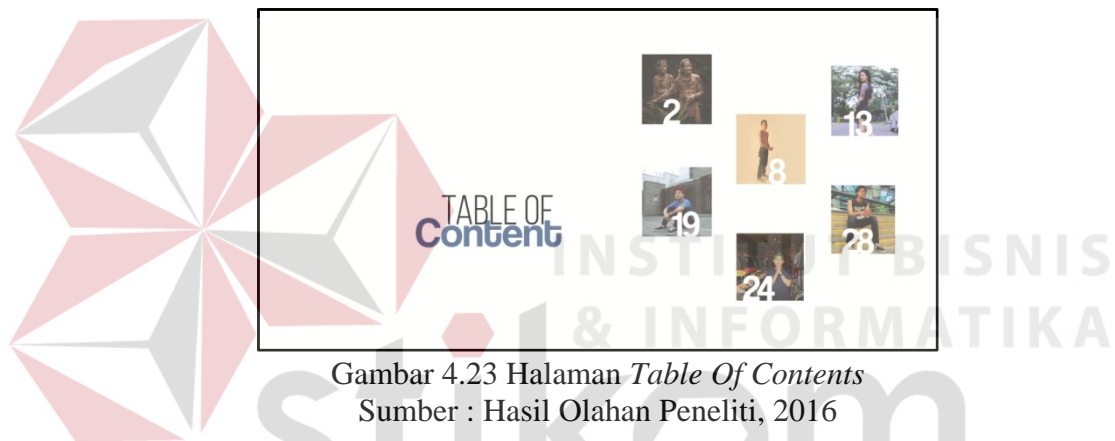 2
13
8
TABLE OF
Content
19
28
24
INSTITUT BISNIS
& INFORMATIKA
stikom
Gambar 4.23 Halaman Table Of Contents
Sumber : Hasil Olahan Peneliti, 2016